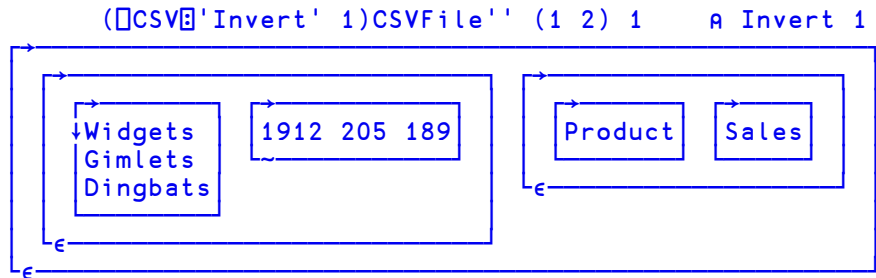 (⎕CSV⍠'Invert' 1)CSVFile'' (1 2) 1 ⍝ Invert 1
Widgets 1912 205 189 Product Sales
Gimlets
Dingbats